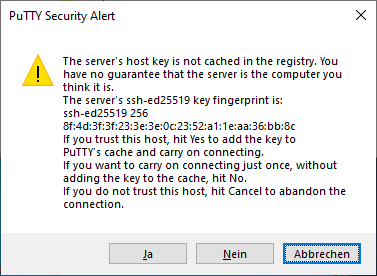 PuTTY Security Alert
The server's host key is not cached in the registry. You
have no guarantee that the server is the computer you
think it is.
The server's ssh-ed25519 key fingerprint is:
ssh-ed25519 256
8f:4d:3f:3f:23:3e:3e:0c:23:52:a1:1e:aa:36:bb:8c
If you trust this host, hit Yes to add the key to
PuTTY's cache and carry on connecting.
If you want to carry on connecting just once, without
adding the key to the cache, hit No.
If you do not trust this host, hit Cancel to abandon the
connection.
Ja Nein Abbrechen